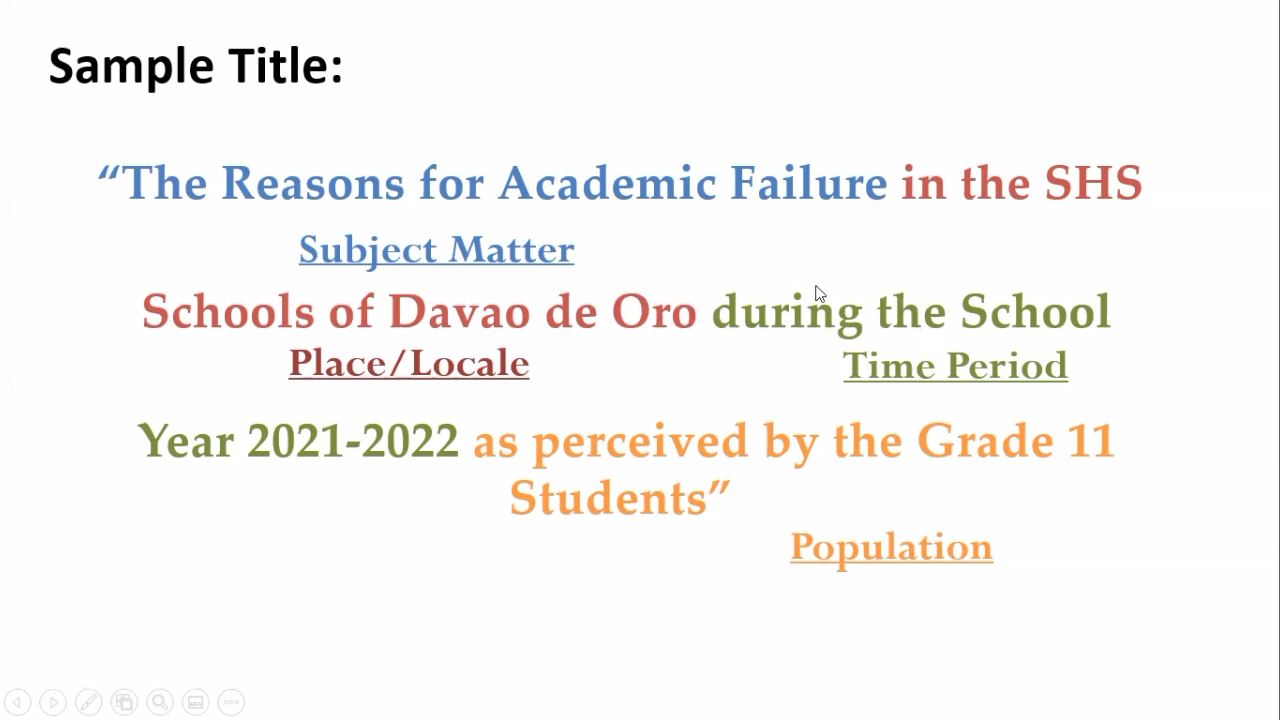 Sample Title:
“The Reasons for Academic Failure in the SHS
Subject Matter
Schools of Davao de Oro during the School
Place/Locale
Time Period
Year 2021-2022 as perceived by the Grade 11
Students”
Population